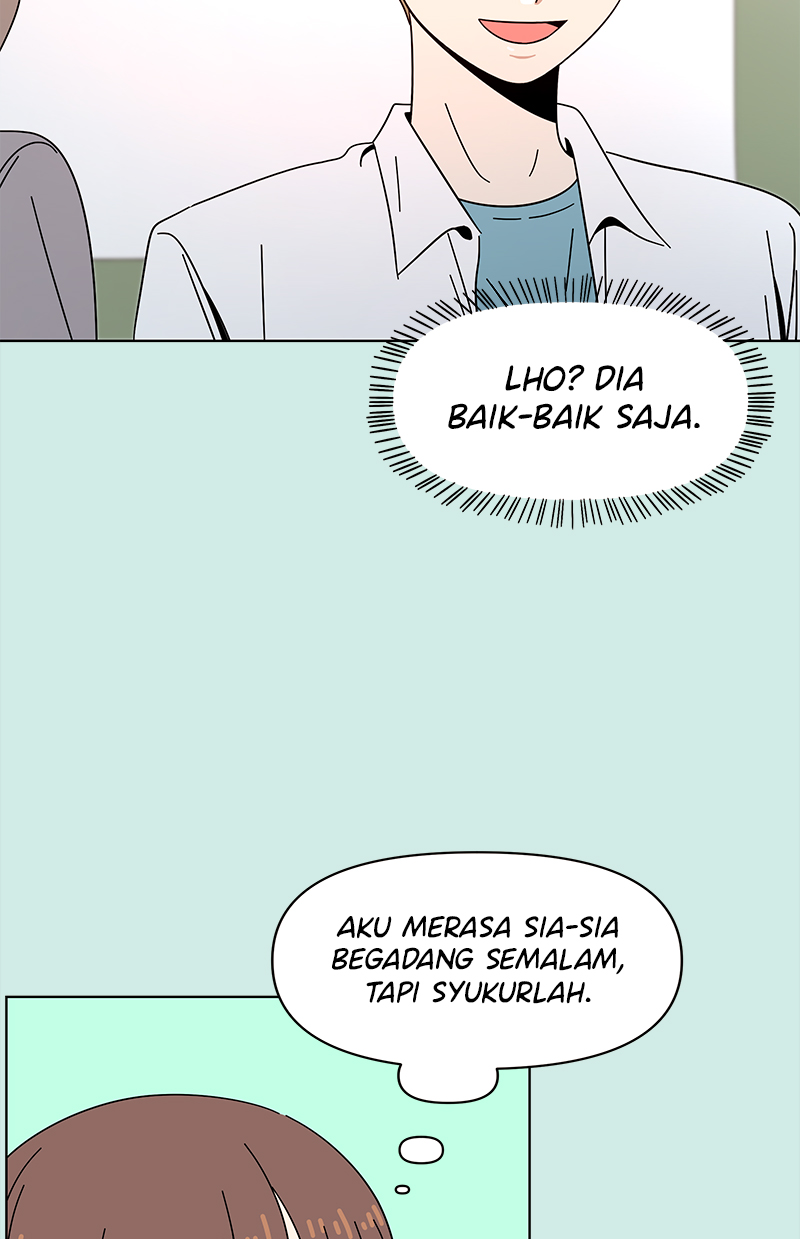 LHO? DIA
BAIK-BAIK SAJA.
AKU MERASA SIA-SIA
BEGADANG SEMALAM,
TAPI SYUKURLAH.